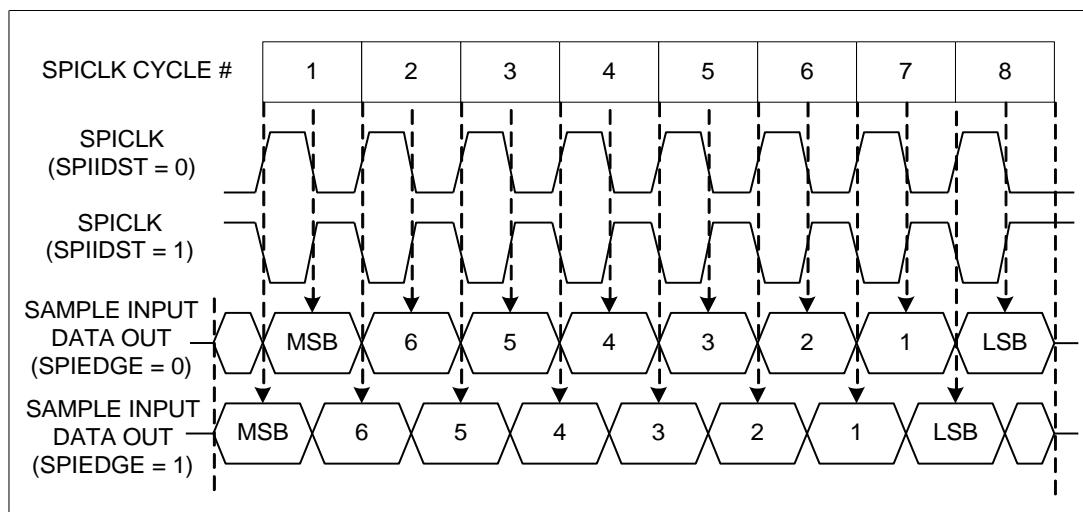 SPICLK CYCLE # 1 2 3 4 5 6 7 8
SPICLK
(SPIIDST = 0)
SPICLK
(SPIIDST = 1)
SAMPLE INPUT
DATA OUT
(SPIEDGE = 0)
MSB 6 5 4 3 2 1 LSB
SAMPLE INPUT
DATA OUT
(SPIEDGE = 1)
MSB 6 5 4 3 2 1 LSB